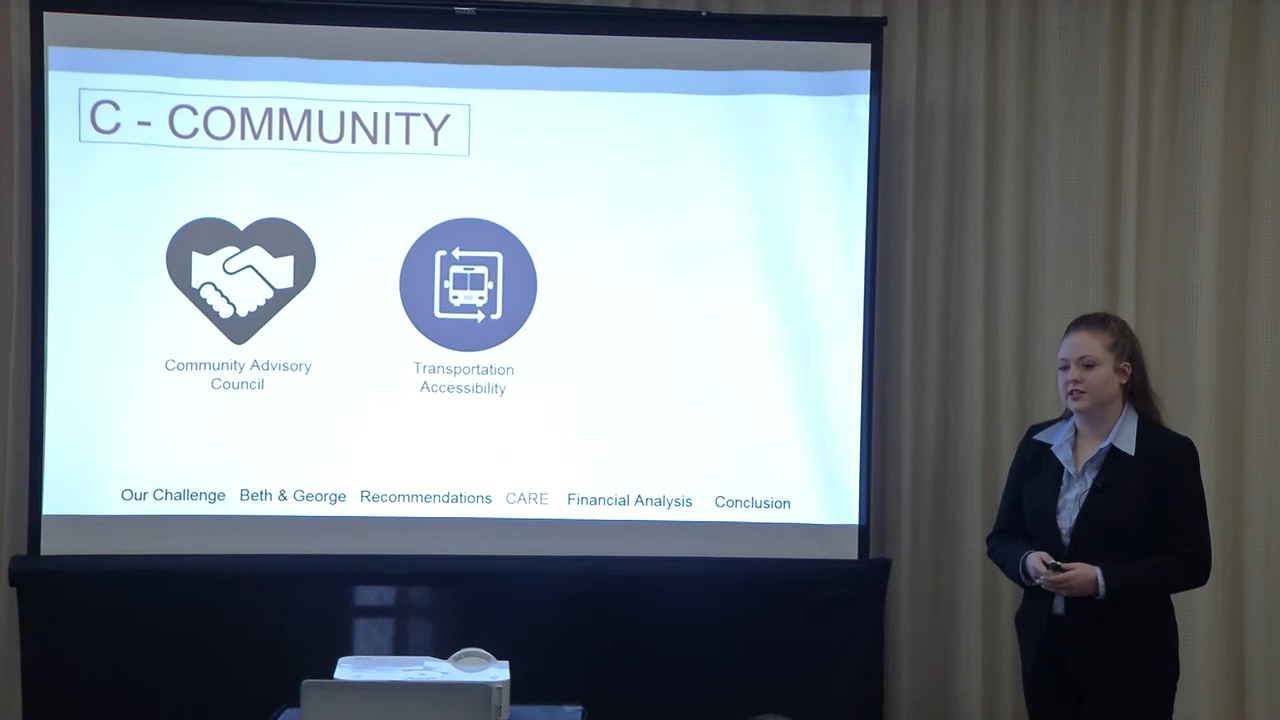 C - COMMUNITY
Community Advisory
Council
Transportation
Accessibility
Our Challenge Beth & George Recommendations CARE Financial Analysis Conclusion